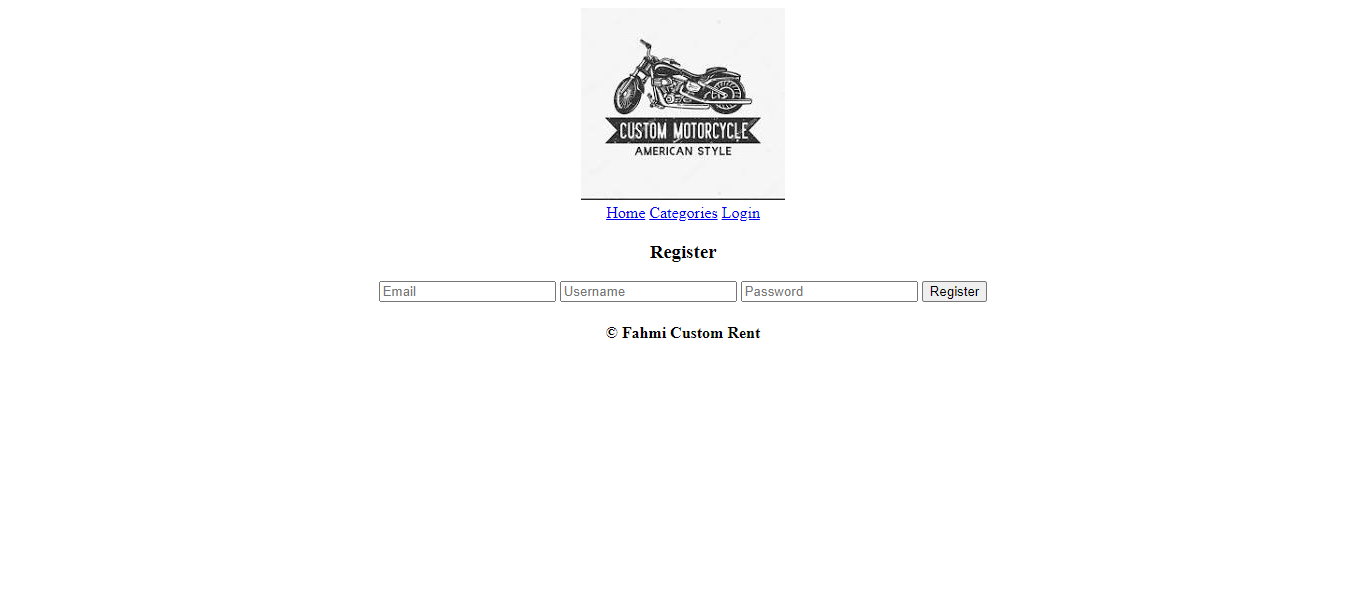 CUSTOM MOTORCYCLE
AMERICAN STYLE
Home Categories Login
Register
Email Username Password Register
© Fahmi Custom Rent